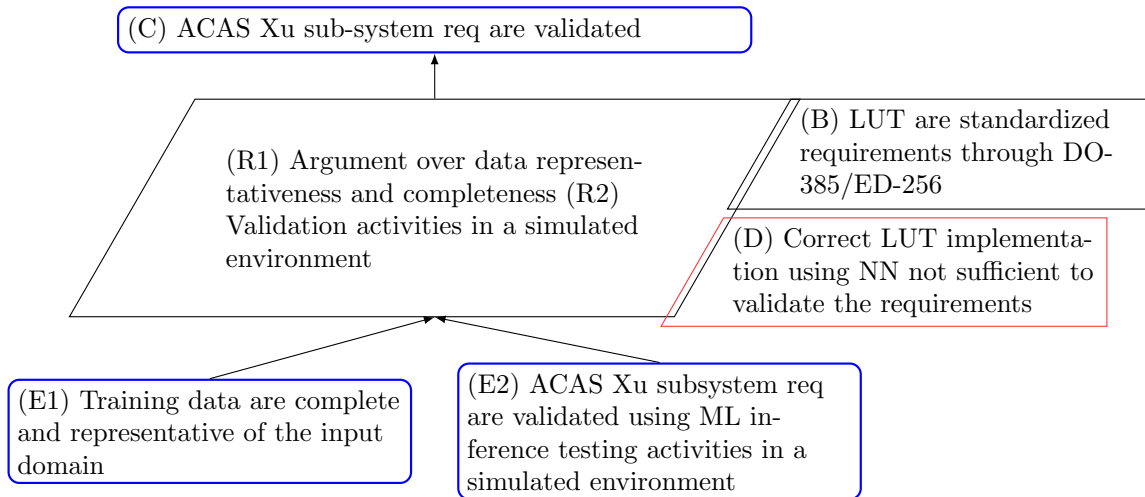 (C) ACAS Xu sub-system req are validated
(R1) Argument over data represen-
tativeness and completeness (R2)
Validation activities in a simulated
environment
(B) LUT are standardized
requirements through DO-
385/ED-256
(D) Correct LUT implementa-
tion using NN not sufficient to
validate the requirements
(E1) Training data are complete
and representative of the input
domain
(E2) ACAS Xu subsystem req
are validated using ML in-
ference testing activities in a
simulated environment